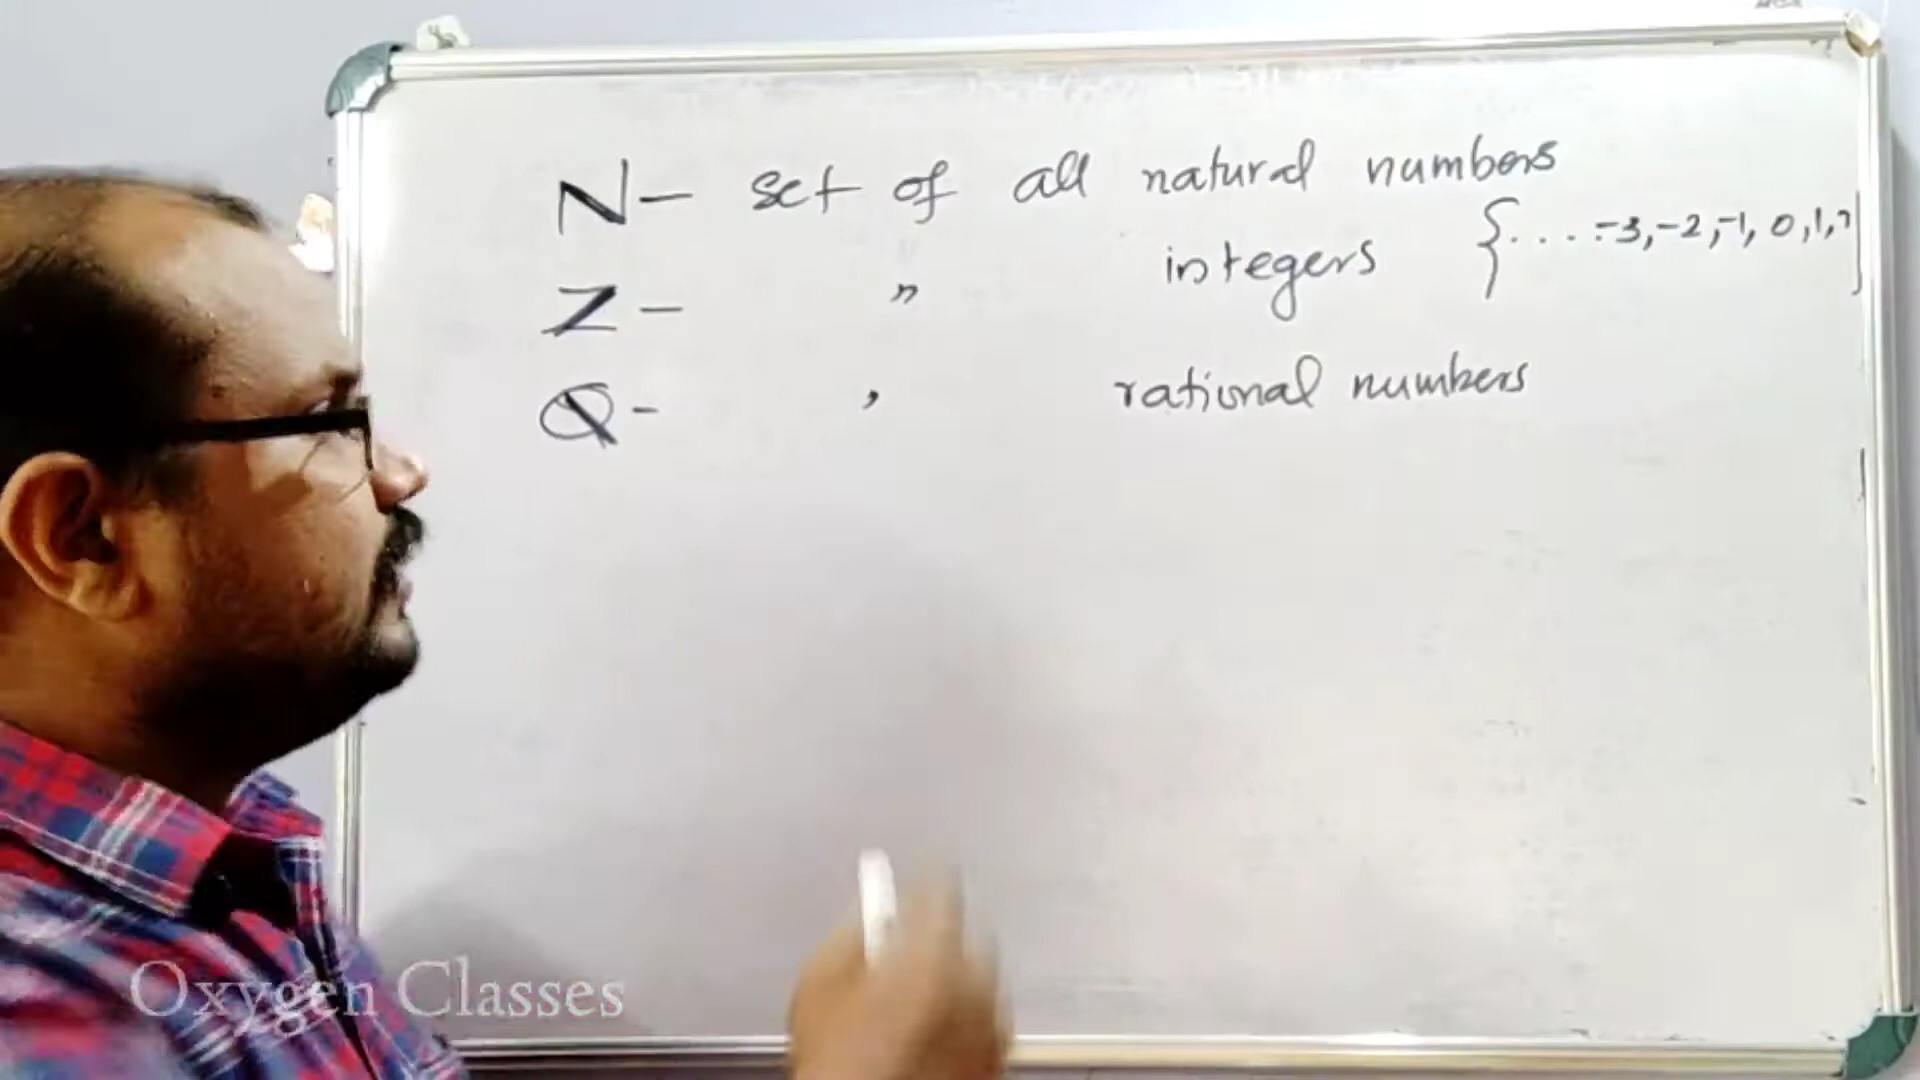 N - set of all natural numbers
Z - " integers {.... -3, -2, -1, 0, 1,
Q - , rational numbers
Oxygen Classes